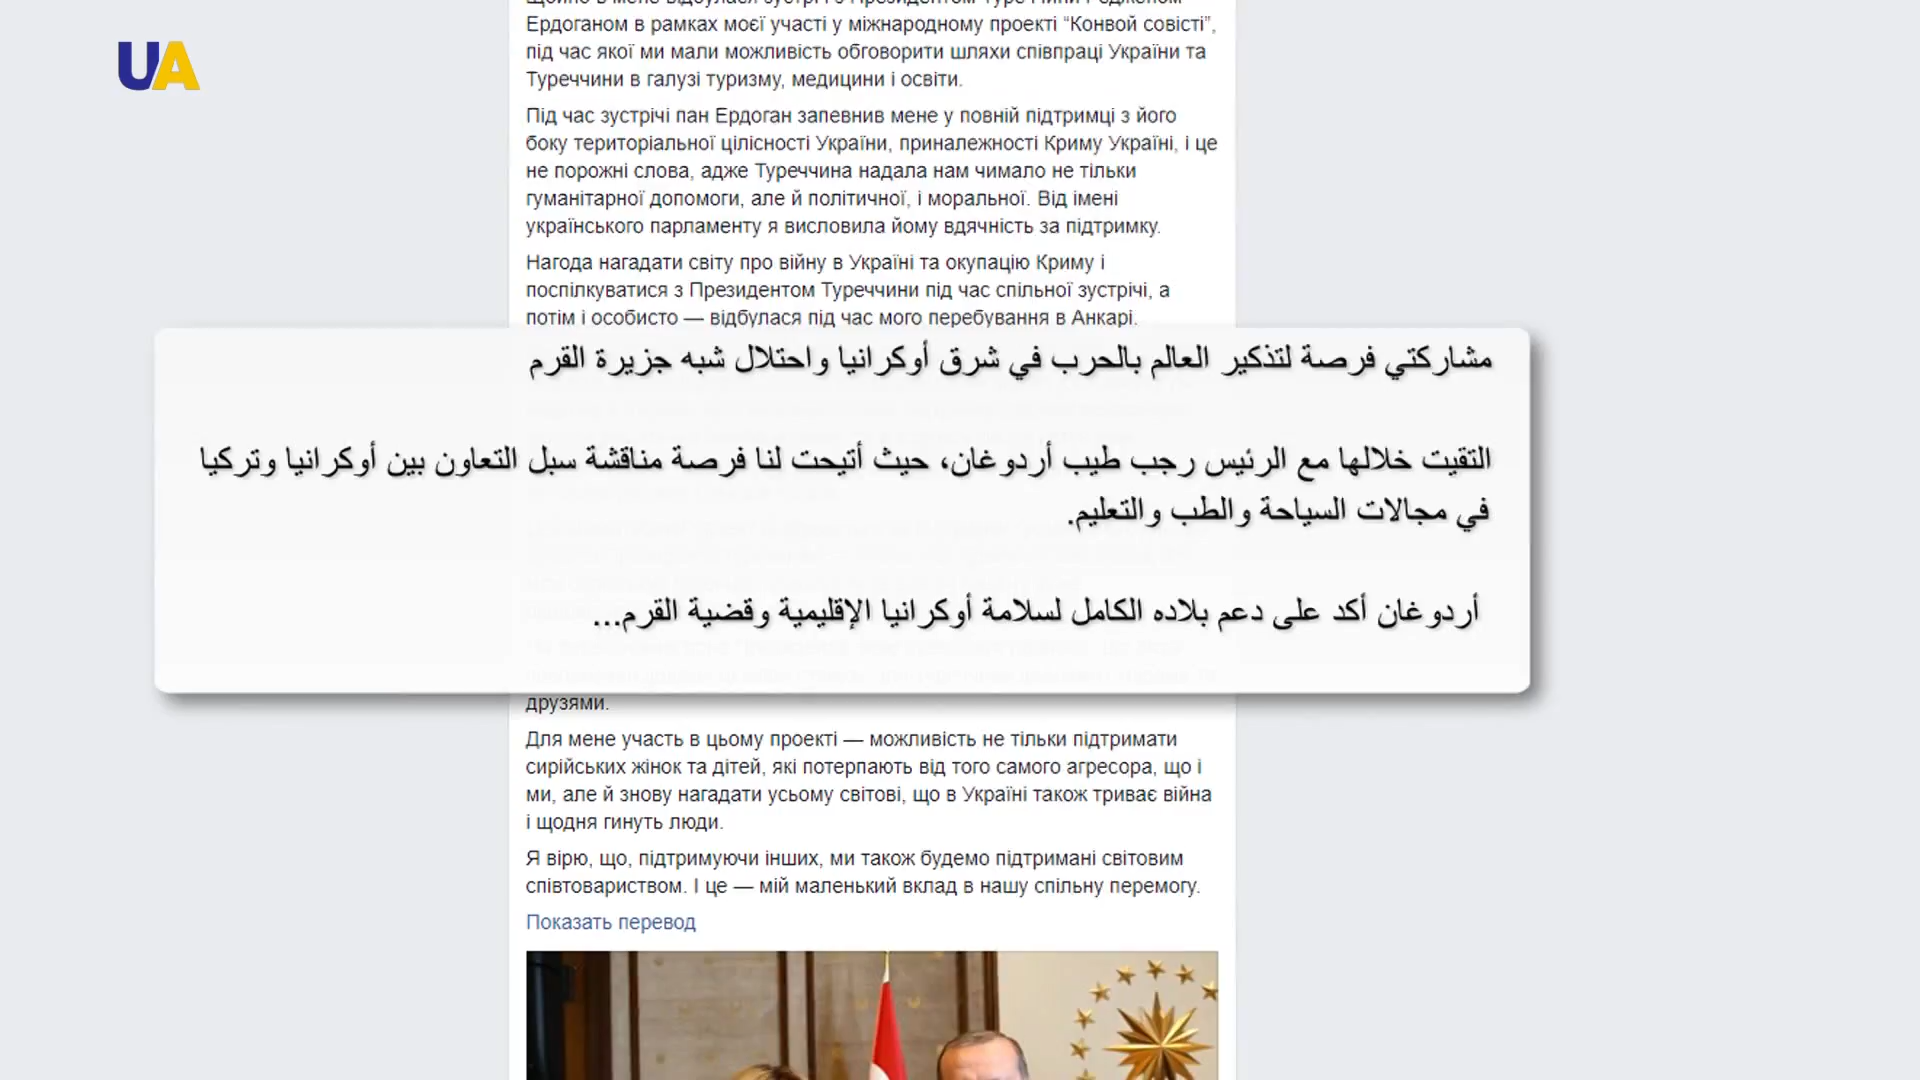 UA
Ердоганом в рамках моєї участі у міжнародному проекті “Конвой совісті”,
під час якої ми мали можливість обговорити шляхи співпраці України та
Туреччини в галузі туризму, медицини і освіти.
Під час зустрічі пан Ердоган запевнив мене у повній підтримці з його
боку територіальної цілісності України, приналежності Криму Україні, і це
не порожні слова, адже Туреччина надала нам чимало не тільки
гуманітарної допомоги, але й політичної, і моральної. Від імені
українського парламенту я висловила йому вдячність за підтримку.
Нагода нагадати світу про війну в Україні та окупацію Криму і
поспілкуватися з Президентом Туреччини під час спільної зустрічі, а
потім і особисто — відбулася під час мого перебування в Анкарі.
مشاركتي فرصة لتذكير العالم بالحرب في شرق أوكرانيا واحتلال شبه جزيرة القرم
التقيت خلالها مع الرئيس رجب طيب أردوغان، حيث أتيحت لنا فرصة مناقشة سبل التعاون بين أوكرانيا وتركيا
في مجالات السياحة والطب والتعليم.
أردوغان أكد على دعم بلاده الكامل لسلامة أوكرانيا الإقليمية وقضية القرم...
друзями.
Для мене участь в цьому проекті — можливість не тільки підтримати
сирійських жінок та дітей, які потерпають від того самого агресора, що і
ми, але й знову нагадати усьому світові, що в Україні також триває війна
і щодня гинуть люди.
Я вірю, що, підтримуючи інших, ми також будемо підтримані світовим
співтовариством. І це — мій маленький вклад в нашу спільну перемогу.
Показать перевод